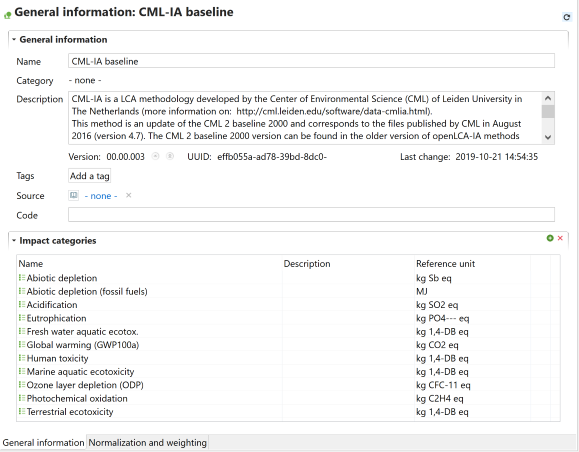 General information: CML-IA baseline
General information
Name CML-IA baseline
Category - none -
Description CML-IA is a LCA methodology developed by the Center of Environmental Science (CML) of Leiden University in
The Netherlands (more information on: http://cml.leiden.edu/software/data-cmlia.html).
This method is an update of the CML 2 baseline 2000 and corresponds to the files published by CML in August
2016 (version 4.7). The CML 2 baseline 2000 version can be found in the older version of openLCA-IA methods
Version: 00.00.003 UUID: effb055a-ad78-39bd-8dc0- Last change: 2019-10-21 14:54:35
Tags Add a tag
Source - none -
Code
Impact categories
Name Description Reference unit
Abiotic depletion kg Sb eq
Abiotic depletion (fossil fuels) MJ
Acidification kg SO2 eq
Eutrophication kg PO4--- eq
Fresh water aquatic ecotox. kg 1,4-DB eq
Global warming (GWP100a) kg CO2 eq
Human toxicity kg 1,4-DB eq
Marine aquatic ecotoxicity kg 1,4-DB eq
Ozone layer depletion (ODP) kg CFC-11 eq
Photochemical oxidation kg C2H4 eq
Terrestrial ecotoxicity kg 1,4-DB eq
General information Normalization and weighting